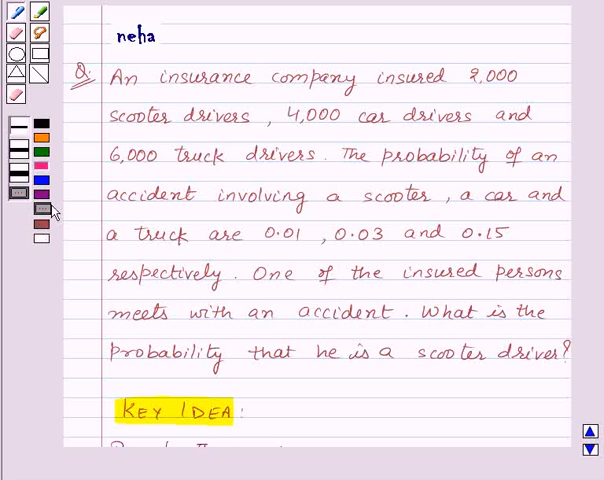 neha
Q. An insurance company insured 2,000
scooter drivers, 4,000 car drivers and
6,000 truck drivers. The probability of an
accident involving a scooter, a car and
a truck are 0.01, 0.03 and 0.15
respectively. One of the insured persons
meets with an accident. What is the
probability that he is a scooter driver?
KEY IDEA: